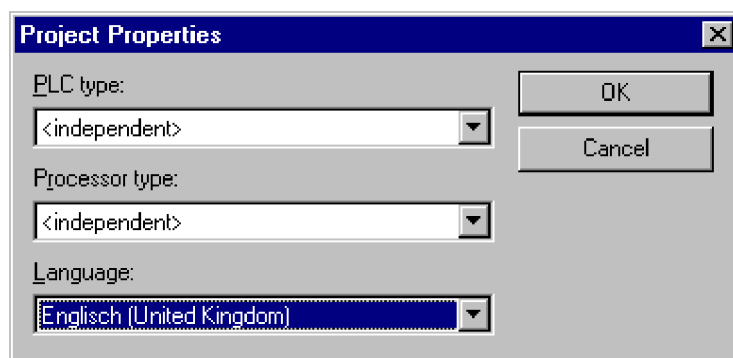 Project Properties
PLC type:
<independent>
OK
Cancel
Processor type:
<independent>
Language:
Englisch (United Kingdom)